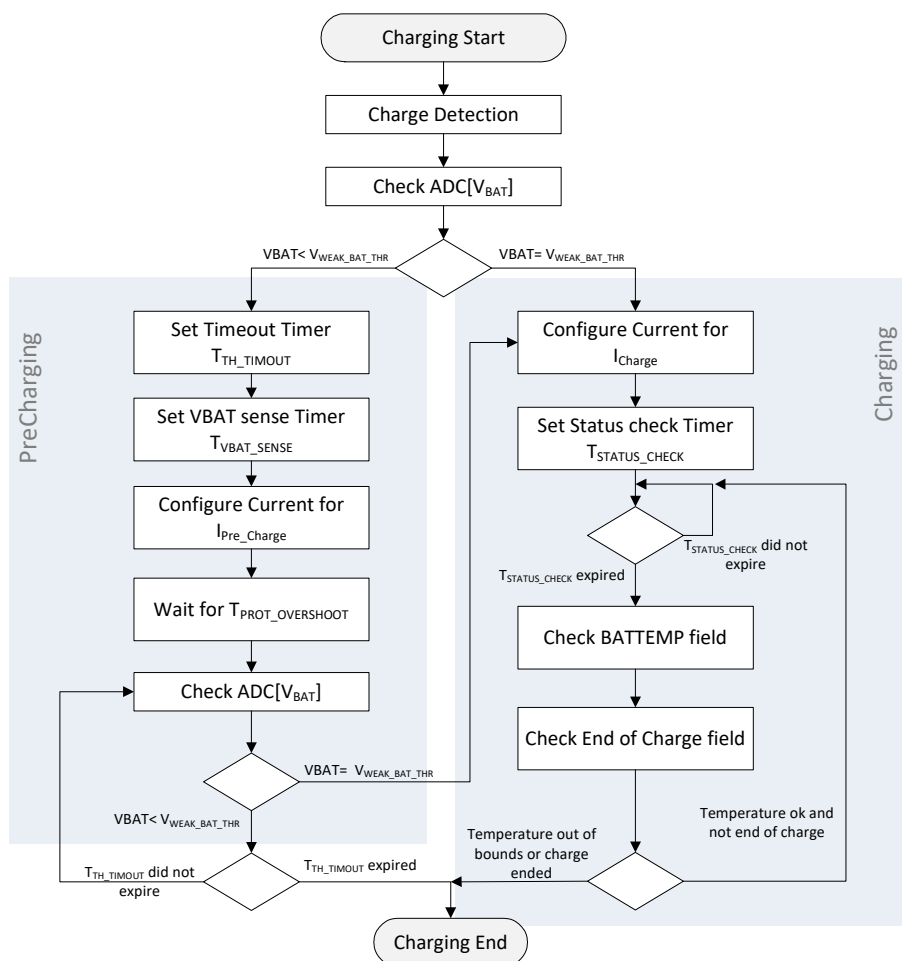 Charging Start
Charge Detection
Check ADC[VBAT]
VBAT< VWEAK_BAT_THR
VBAT= VWEAK_BAT_THR
PreCharging
Set Timeout Timer
TTH_TIMOUT
Set VBAT sense Timer
TVBAT_SENSE
Configure Current for
IPre_Charge
Wait for TPROT_OVERSHOOT
Check ADC[VBAT]
VBAT= VWEAK_BAT_THR
VBAT< VWEAK_BAT_THR
TTH_TIMOUT did not
expire
TTH_TIMOUT expired
Charging
Configure Current for
ICharge
Set Status check Timer
TSTATUS_CHECK
TSTATUS_CHECK did not
expire
TSTATUS_CHECK expired
Check BATTEMP field
Check End of Charge field
Temperature ok and
not end of charge
Temperature out of
bounds or charge
ended
Charging End